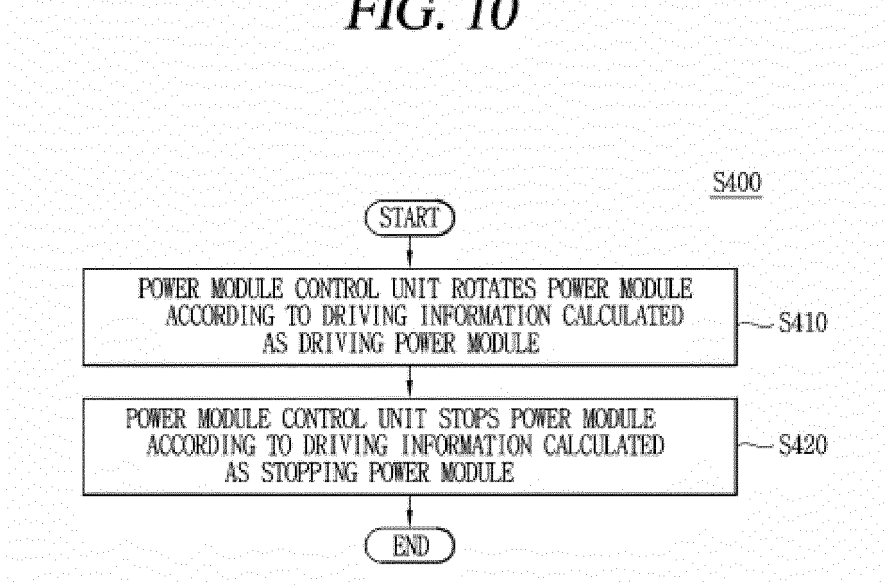 FIG. 10
S400
START
POWER MODULE CONTROL UNIT ROTATES POWER MODULE
ACCORDING TO DRIVING INFORMATION CALCULATED
AS DRIVING POWER MODULE
S410
POWER MODULE CONTROL UNIT STOPS POWER MODULE
ACCORDING TO DRIVING INFORMATION CALCULATED
AS STOPPING POWER MODULE
S420
END